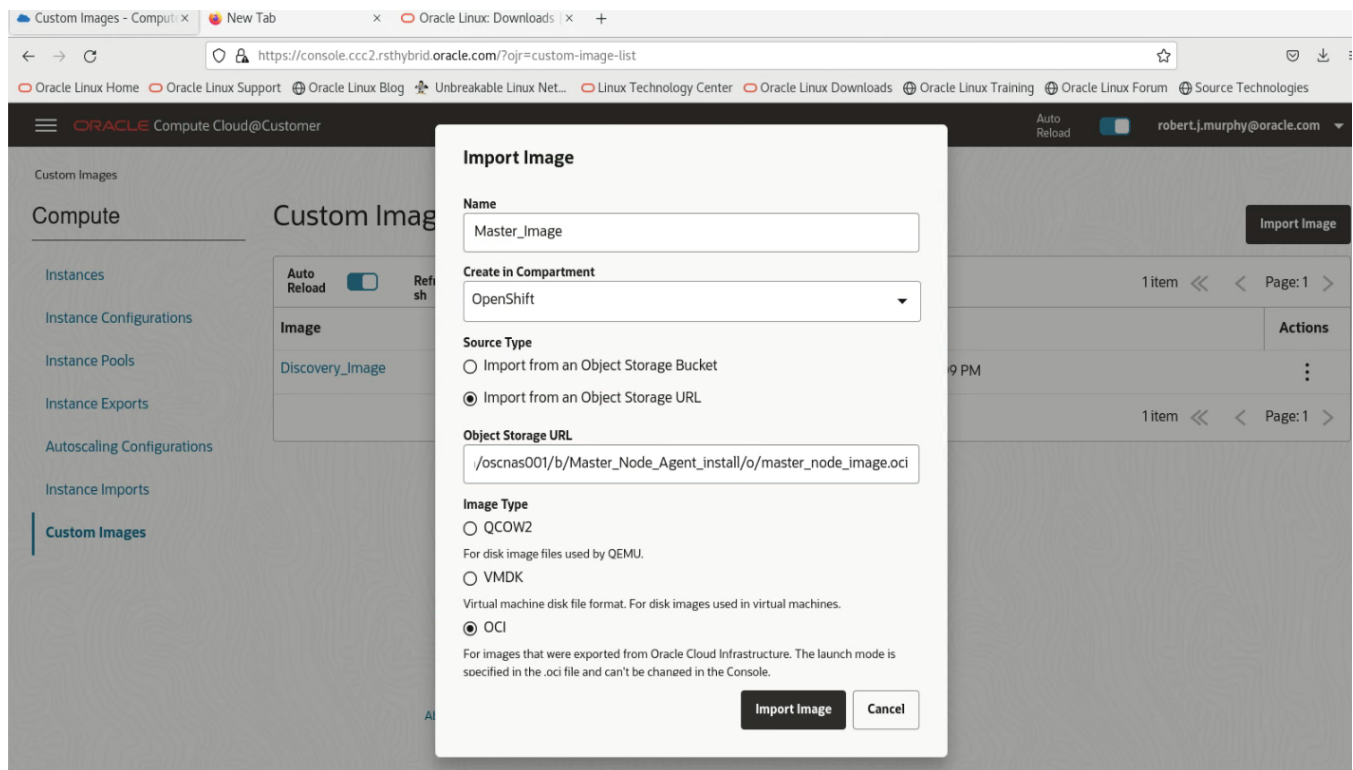 Custom Images - Comput
New Tab
Oracle Linux: Downloads
https://console.ccc2.rsthybrid.oracle.com/?ojr=custom-image-list
Oracle Linux Home Oracle Linux Support Oracle Linux Blog Unbreakable Linux Net... Linux Technology Center Oracle Linux Downloads Oracle Linux Training Oracle Linux Forum Source Technologies
ORACLE Compute Cloud@Customer
Auto
Reload
robert.j.murphy@oracle.com
Custom Images
Compute
Instances
Instance Configurations
Instance Pools
Instance Exports
Autoscaling Configurations
Instance Imports
Custom Images
Custom Imag
Import Image
Auto
Reload
Refr
sh
1 item
Page: 1
Image
Actions
Discovery_Image
9 PM
1 item
Page: 1
Import Image
Name
Master_Image
Create in Compartment
OpenShift
Source Type
Import from an Object Storage Bucket
Import from an Object Storage URL
Object Storage URL
/oscnas001/b/Master_Node_Agent_install/o/master_node_image.oci
Image Type
QCOW2
For disk image files used by QEMU.
VMDK
Virtual machine disk file format. For disk images used in virtual machines.
OCI
For images that were exported from Oracle Cloud Infrastructure. The launch mode is
specified in the .oci file and can't be changed in the Console.
Import Image
Cancel